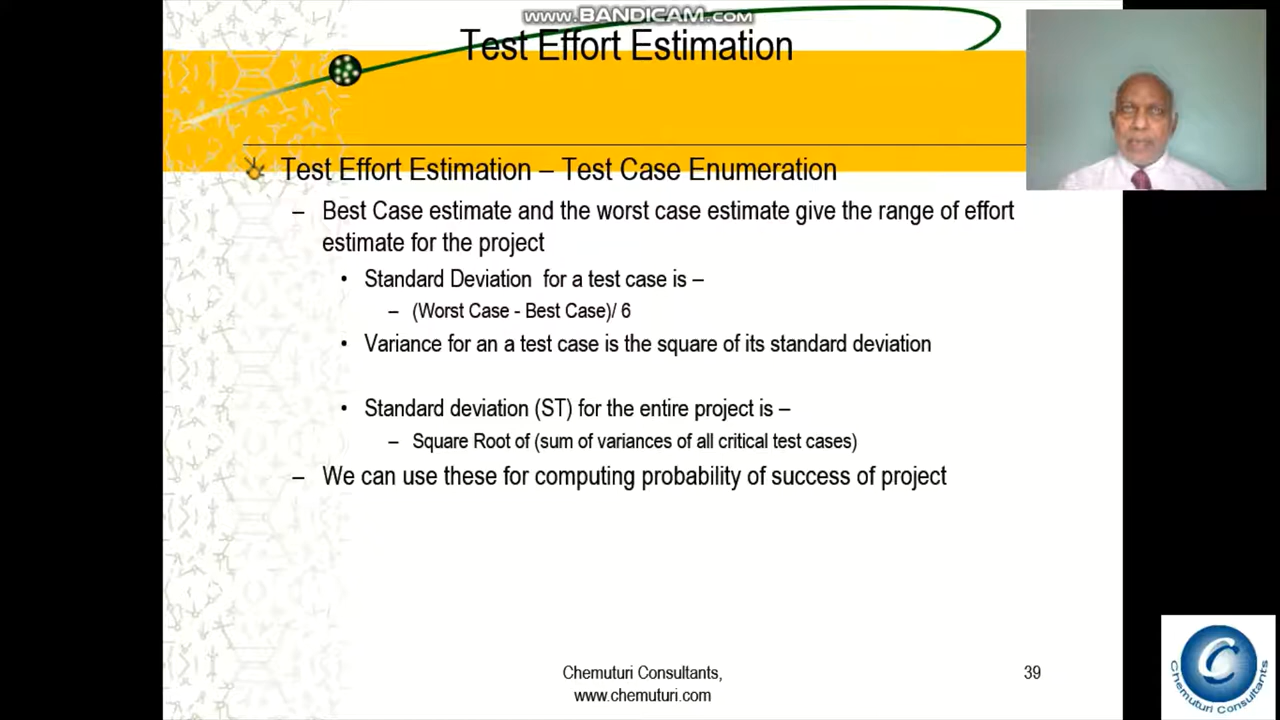 www.BANDICAM.com
Test Effort Estimation
Test Effort Estimation – Test Case Enumeration
– Best Case estimate and the worst case estimate give the range of effort
estimate for the project
• Standard Deviation for a test case is –
– (Worst Case - Best Case)/ 6
• Variance for an a test case is the square of its standard deviation
• Standard deviation (ST) for the entire project is –
– Square Root of (sum of variances of all critical test cases)
– We can use these for computing probability of success of project
Chemuturi Consultants,
www.chemuturi.com
39
C
Chemuturi Consultants